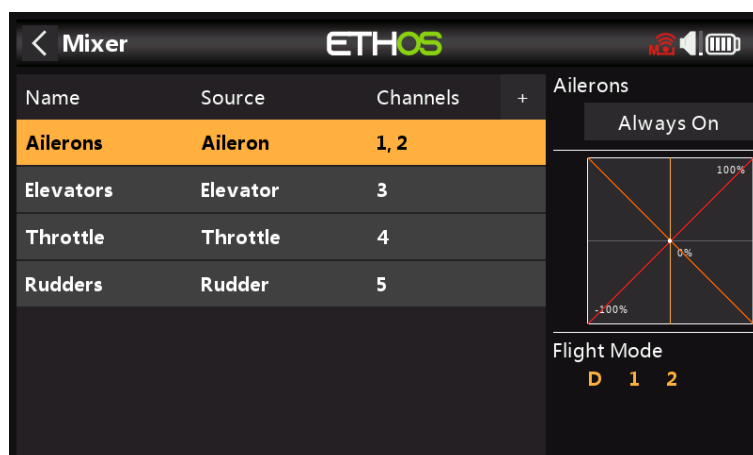 Mixer
ETHOS
Name Source Channels +
Ailerons Aileron 1, 2
Elevators Elevator 3
Throttle Throttle 4
Rudders Rudder 5
Ailerons
Always On
100%
0%
-100%
Flight Mode
D 1 2